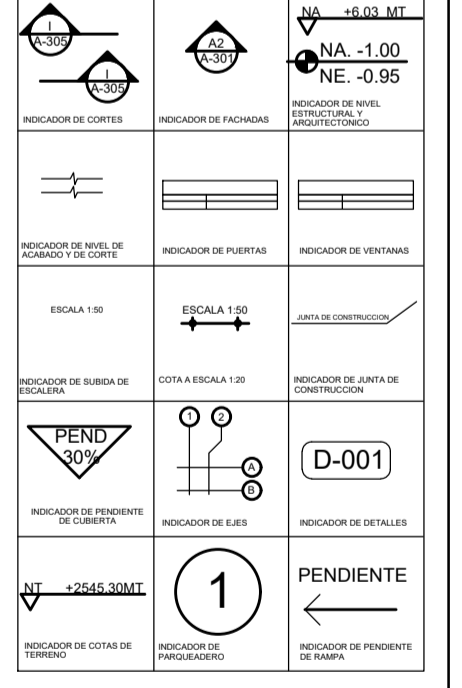 I
A-305
I
A-305
INDICADOR DE CORTES
A2
A-301
INDICADOR DE FACHADAS
NA +6.03 MT
NA. -1.00
NE. -0.95
INDICADOR DE NIVEL
ESTRUCTURAL Y
ARQUITECTONICO
INDICADOR DE NIVEL DE
ACABADO Y DE CORTE
INDICADOR DE PUERTAS
INDICADOR DE VENTANAS
ESCALA 1:50
INDICADOR DE SUBIDA DE
ESCALERA
ESCALA 1:50
COTA A ESCALA 1:20
JUNTA DE CONSTRUCCION
INDICADOR DE JUNTA DE
CONSTRUCCION
PEND
30%
INDICADOR DE PENDIENTE
DE CUBIERTA
1 2
A
B
INDICADOR DE EJES
D-001
INDICADOR DE DETALLES
NT +2545.30MT
INDICADOR DE COTAS DE
TERRENO
1
INDICADOR DE
PARQUEADERO
PENDIENTE
INDICADOR DE PENDIENTE
DE RAMPA